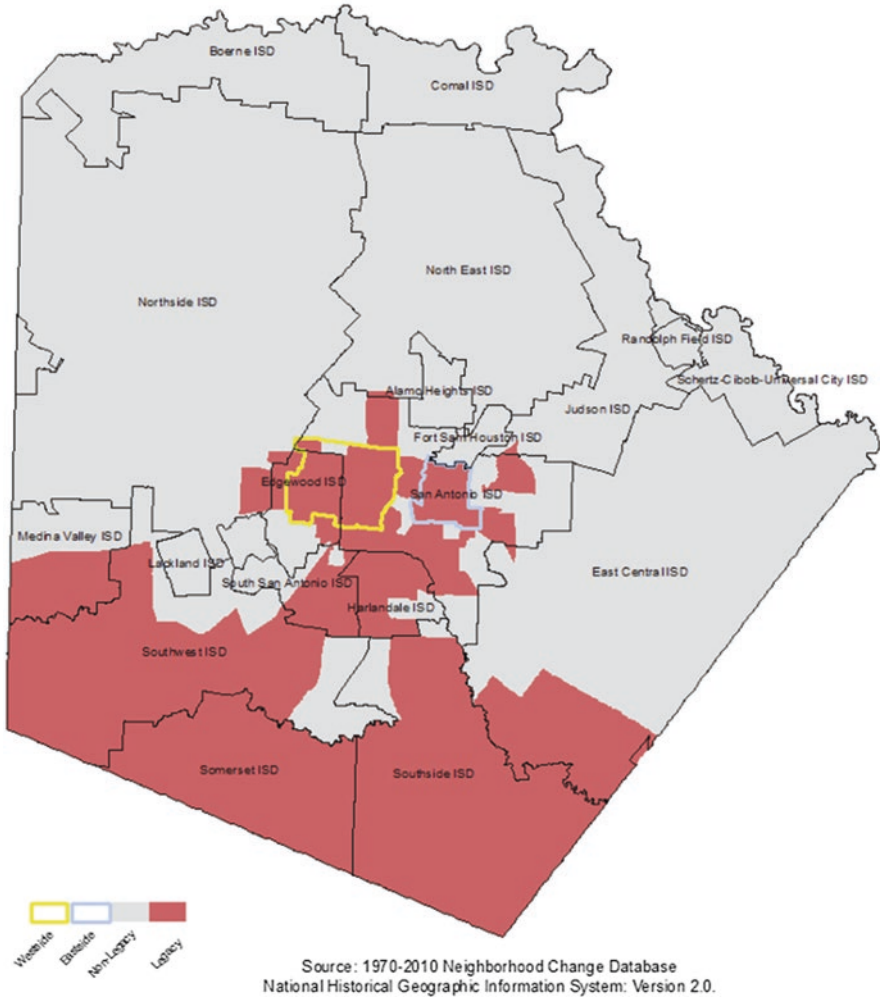 Boerne ISD
Comal ISD
North East ISD
Northside ISD
Randolph Field ISD
Schertz-Cibolo-Universal City ISD
Alamo Heights ISD
Judson ISD
Fort Sam Houston ISD
Edgewood ISD
San Antonio ISD
Medina Valley ISD
Lackland ISD
East Central ISD
South San Antonio ISD
Harlandale ISD
Southwest ISD
Somerset ISD
Southside ISD
Westside
Eastside
Non-Legacy
Legacy
Source: 1970-2010 Neighborhood Change Database
National Historical Geographic Information System: Version 2.0.